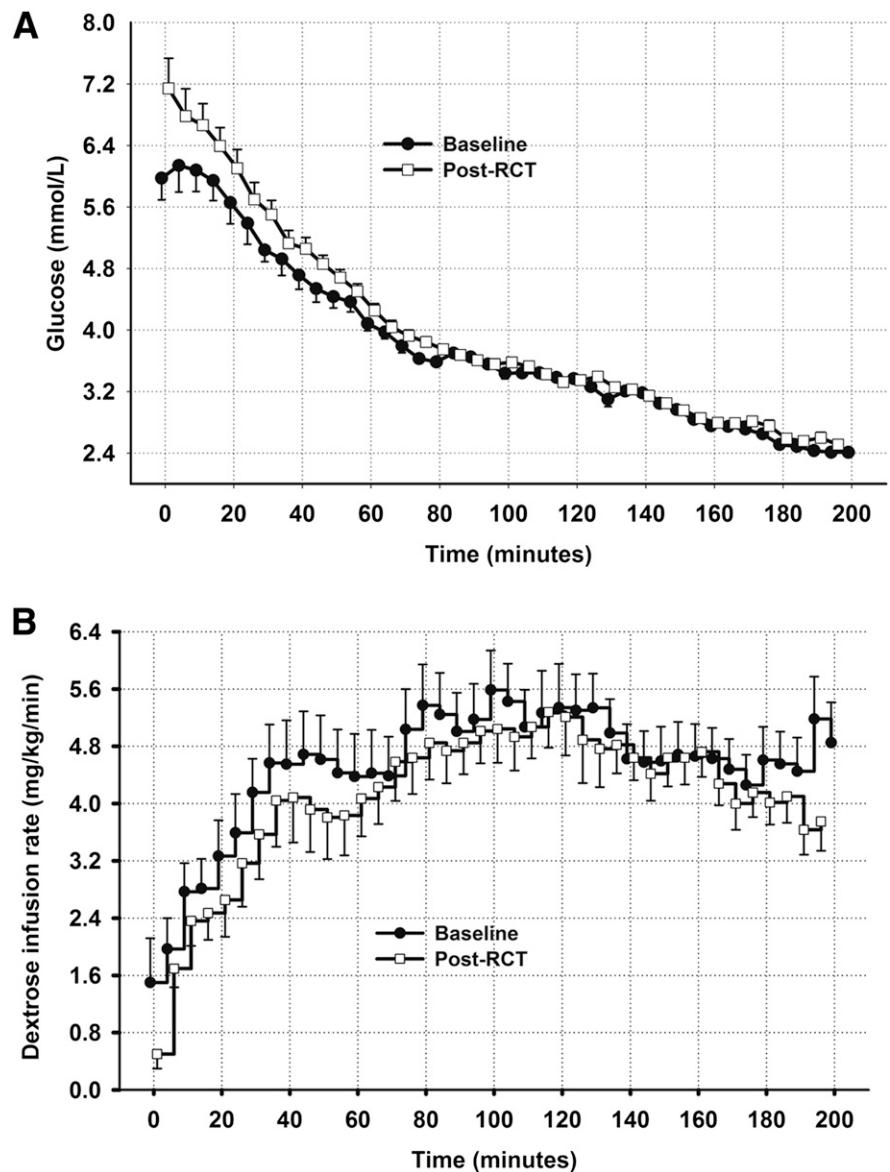 A
8.0
7.2
6.4
5.6
4.8
4.0
3.2
2.4
Glucose (mmol/L)
Baseline
Post-RCT
0 20 40 60 80 100 120 140 160 180 200
Time (minutes)
B
6.4
5.6
4.8
4.0
3.2
2.4
1.6
0.8
0.0
Dextrose infusion rate (mg/kg/min)
Baseline
Post-RCT
0 20 40 60 80 100 120 140 160 180 200
Time (minutes)